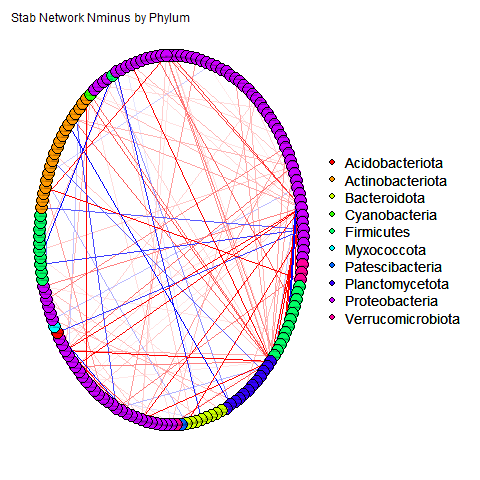 Stab Network Nminus by Phylum
Acidobacteriota
Actinobacteriota
Bacteroidota
Cyanobacteria
Firmicutes
Myxococcota
Patescibacteria
Planctomycetota
Proteobacteria
Verrucomicrobiota